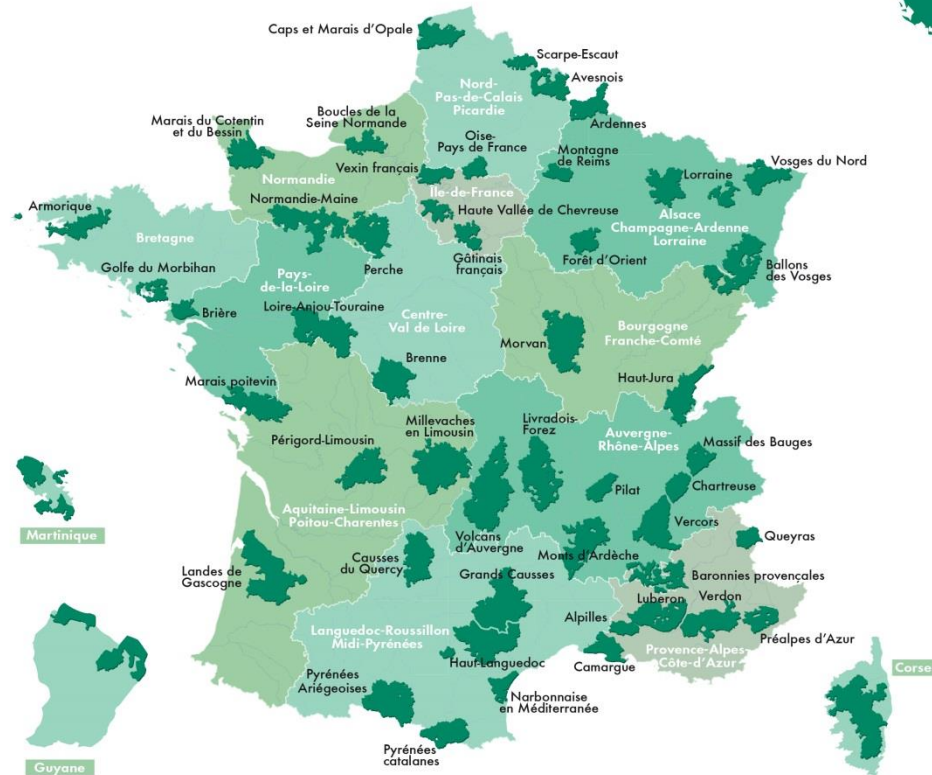 Caps et Marais d'Opale
Scarpe-Escaut
Nord-
Pas-de-Calais
Picardie
Avesnois
Ardennes
Marais du Cotentin
et du Bessin
Boucles de la
Seine Normande
Oise-
Pays de France
Montagne
de Reims
Vexin français
Vosges du Nord
Normandie
Île-de-France
Lorraine
Normandie-Maine
Haute Vallée de Chevreuse
Alsace
Champagne-Ardenne
Lorraine
Armorique
Bretagne
Gâtinais
français
Forêt d'Orient
Perche
Ballons
des Vosges
Golfe du Morbihan
Pays-
de-la-Loire
Brière
Loire-Anjou-Touraine
Centre-
Val de Loire
Bourgogne
Franche-Comté
Morvan
Brenne
Haut-Jura
Marais poitevin
Millevaches
en Limousin
Livradois-
Forez
Auvergne-
Rhône-Alpes
Massif des Bauges
Périgord-Limousin
Chartreuse
Pilat
Aquitaine-Limousin
Poitou-Charentes
Vercors
Martinique
Volcans
d'Auvergne
Monts d'Ardèche
Queyras
Landes de
Gascogne
Causses
du Quercy
Grands Causses
Baronnies provençales
Luberon
Verdon
Alpilles
Languedoc-Roussillon
Midi-Pyrénées
Préalpes d'Azur
Provence-Alpes-
Côte-d'Azur
Haut-Languedoc
Camargue
Corse
Pyrénées
Ariégeoises
Narbonnaise
en Méditerranée
Pyrénées
catalanes
Guyane